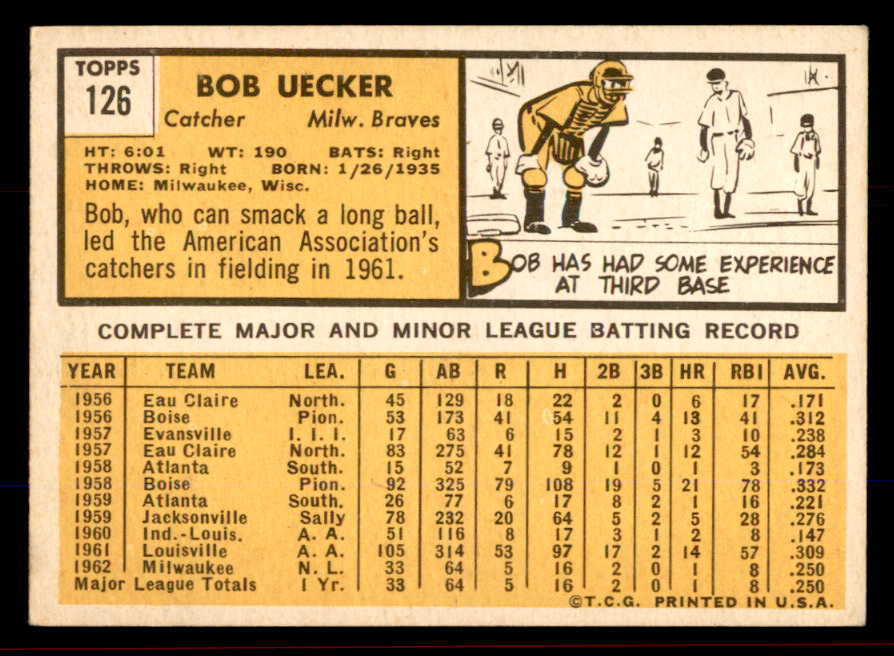 TOPPS
126
BOB UECKER
Catcher Milw. Braves
HT: 6:01 WT: 190 BATS: Right
THROWS: Right BORN: 1/26/1935
HOME: Milwaukee, Wisc.
Bob, who can smack a long ball,
led the American Association's
catchers in fielding in 1961.
BOB HAS HAD SOME EXPERIENCE
AT THIRD BASE
COMPLETE MAJOR AND MINOR LEAGUE BATTING RECORD
YEAR TEAM LEA. G AB R H 2B 3B HR RBI AVG.
1956 Eau Claire North. 45 129 18 22 2 0 6 17 .171
1956 Boise Pion. 53 173 41 54 11 4 13 41 .312
1957 Evansville I. I. I. 17 63 6 15 2 1 3 10 .238
1957 Eau Claire North. 83 275 41 78 12 1 12 54 .284
1958 Atlanta South. 15 52 7 9 1 0 1 3 .173
1958 Boise Pion. 92 325 79 108 19 5 21 78 .332
1959 Atlanta South. 26 77 6 17 8 2 1 16 .221
1959 Jacksonville Sally 78 232 20 64 5 2 5 28 .276
1960 Ind.-Louis. A. A. 51 116 8 17 3 1 2 8 .147
1961 Louisville A. A. 105 314 53 97 17 2 14 57 .309
1962 Milwaukee N. L. 33 64 5 16 2 0 1 8 .250
Major League Totals 1 Yr. 33 64 5 16 2 0 1 8 .250
©T.C.G. PRINTED IN U.S.A.